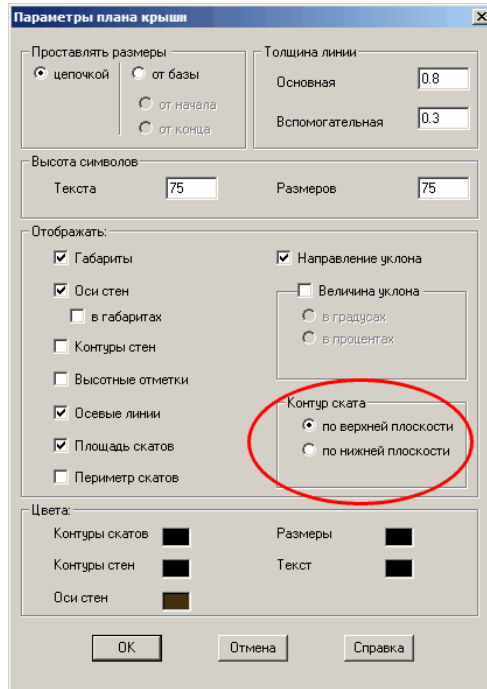 Параметры плана крыши
Проставлять размеры
цепочкой
от базы
от начала
от конца
Толщина линии
Основная
0.8
Вспомогательная
0.3
Высота символов
Текста
75
Размеров
75
Отображать:
Габариты
Оси стен
в габаритах
Контуры стен
Высотные отметки
Осевые линии
Площадь скатов
Периметр скатов
Направление уклона
Величина уклона
в градусах
в процентах
Контур ската
по верхней плоскости
по нижней плоскости
Цвета:
Контуры скатов
Размеры
Контуры стен
Текст
Оси стен
OK
Отмена
Справка